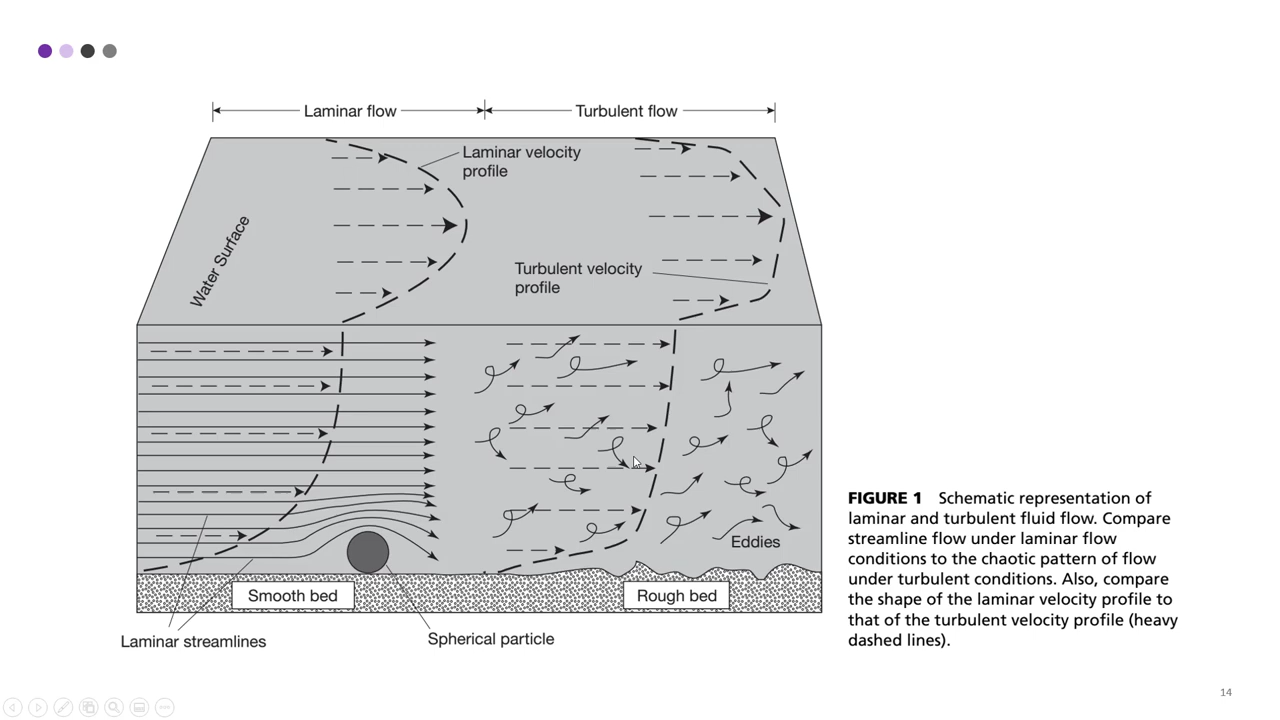 Laminar flow
Turbulent flow
Laminar velocity
profile
Water Surface
Turbulent velocity
profile
Eddies
Smooth bed
Rough bed
Laminar streamlines
Spherical particle
FIGURE 1 Schematic representation of
laminar and turbulent fluid flow. Compare
streamline flow under laminar flow
conditions to the chaotic pattern of flow
under turbulent conditions. Also, compare
the shape of the laminar velocity profile to
that of the turbulent velocity profile (heavy
dashed lines).
14